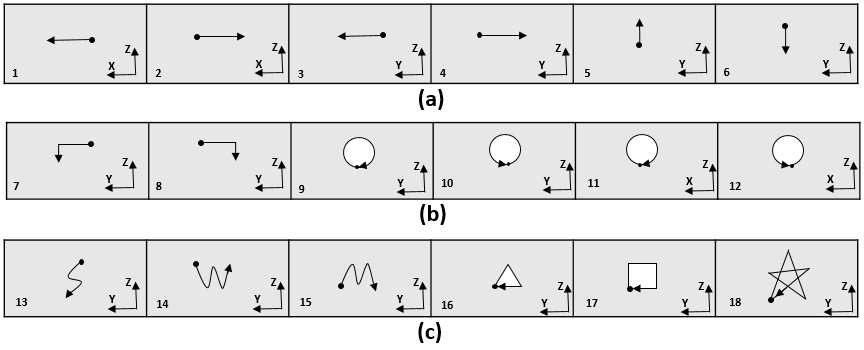 Z Z Z Z Z Z
X X Y Y Y Y
1 2 3 4 5 6
(a)
Z Z Z Z Z Z
Y Y Y Y X X
7 8 9 10 11 12
(b)
Z Z Z Z Z Z
Y Y Y Y Y Y
13 14 15 16 17 18
(c)